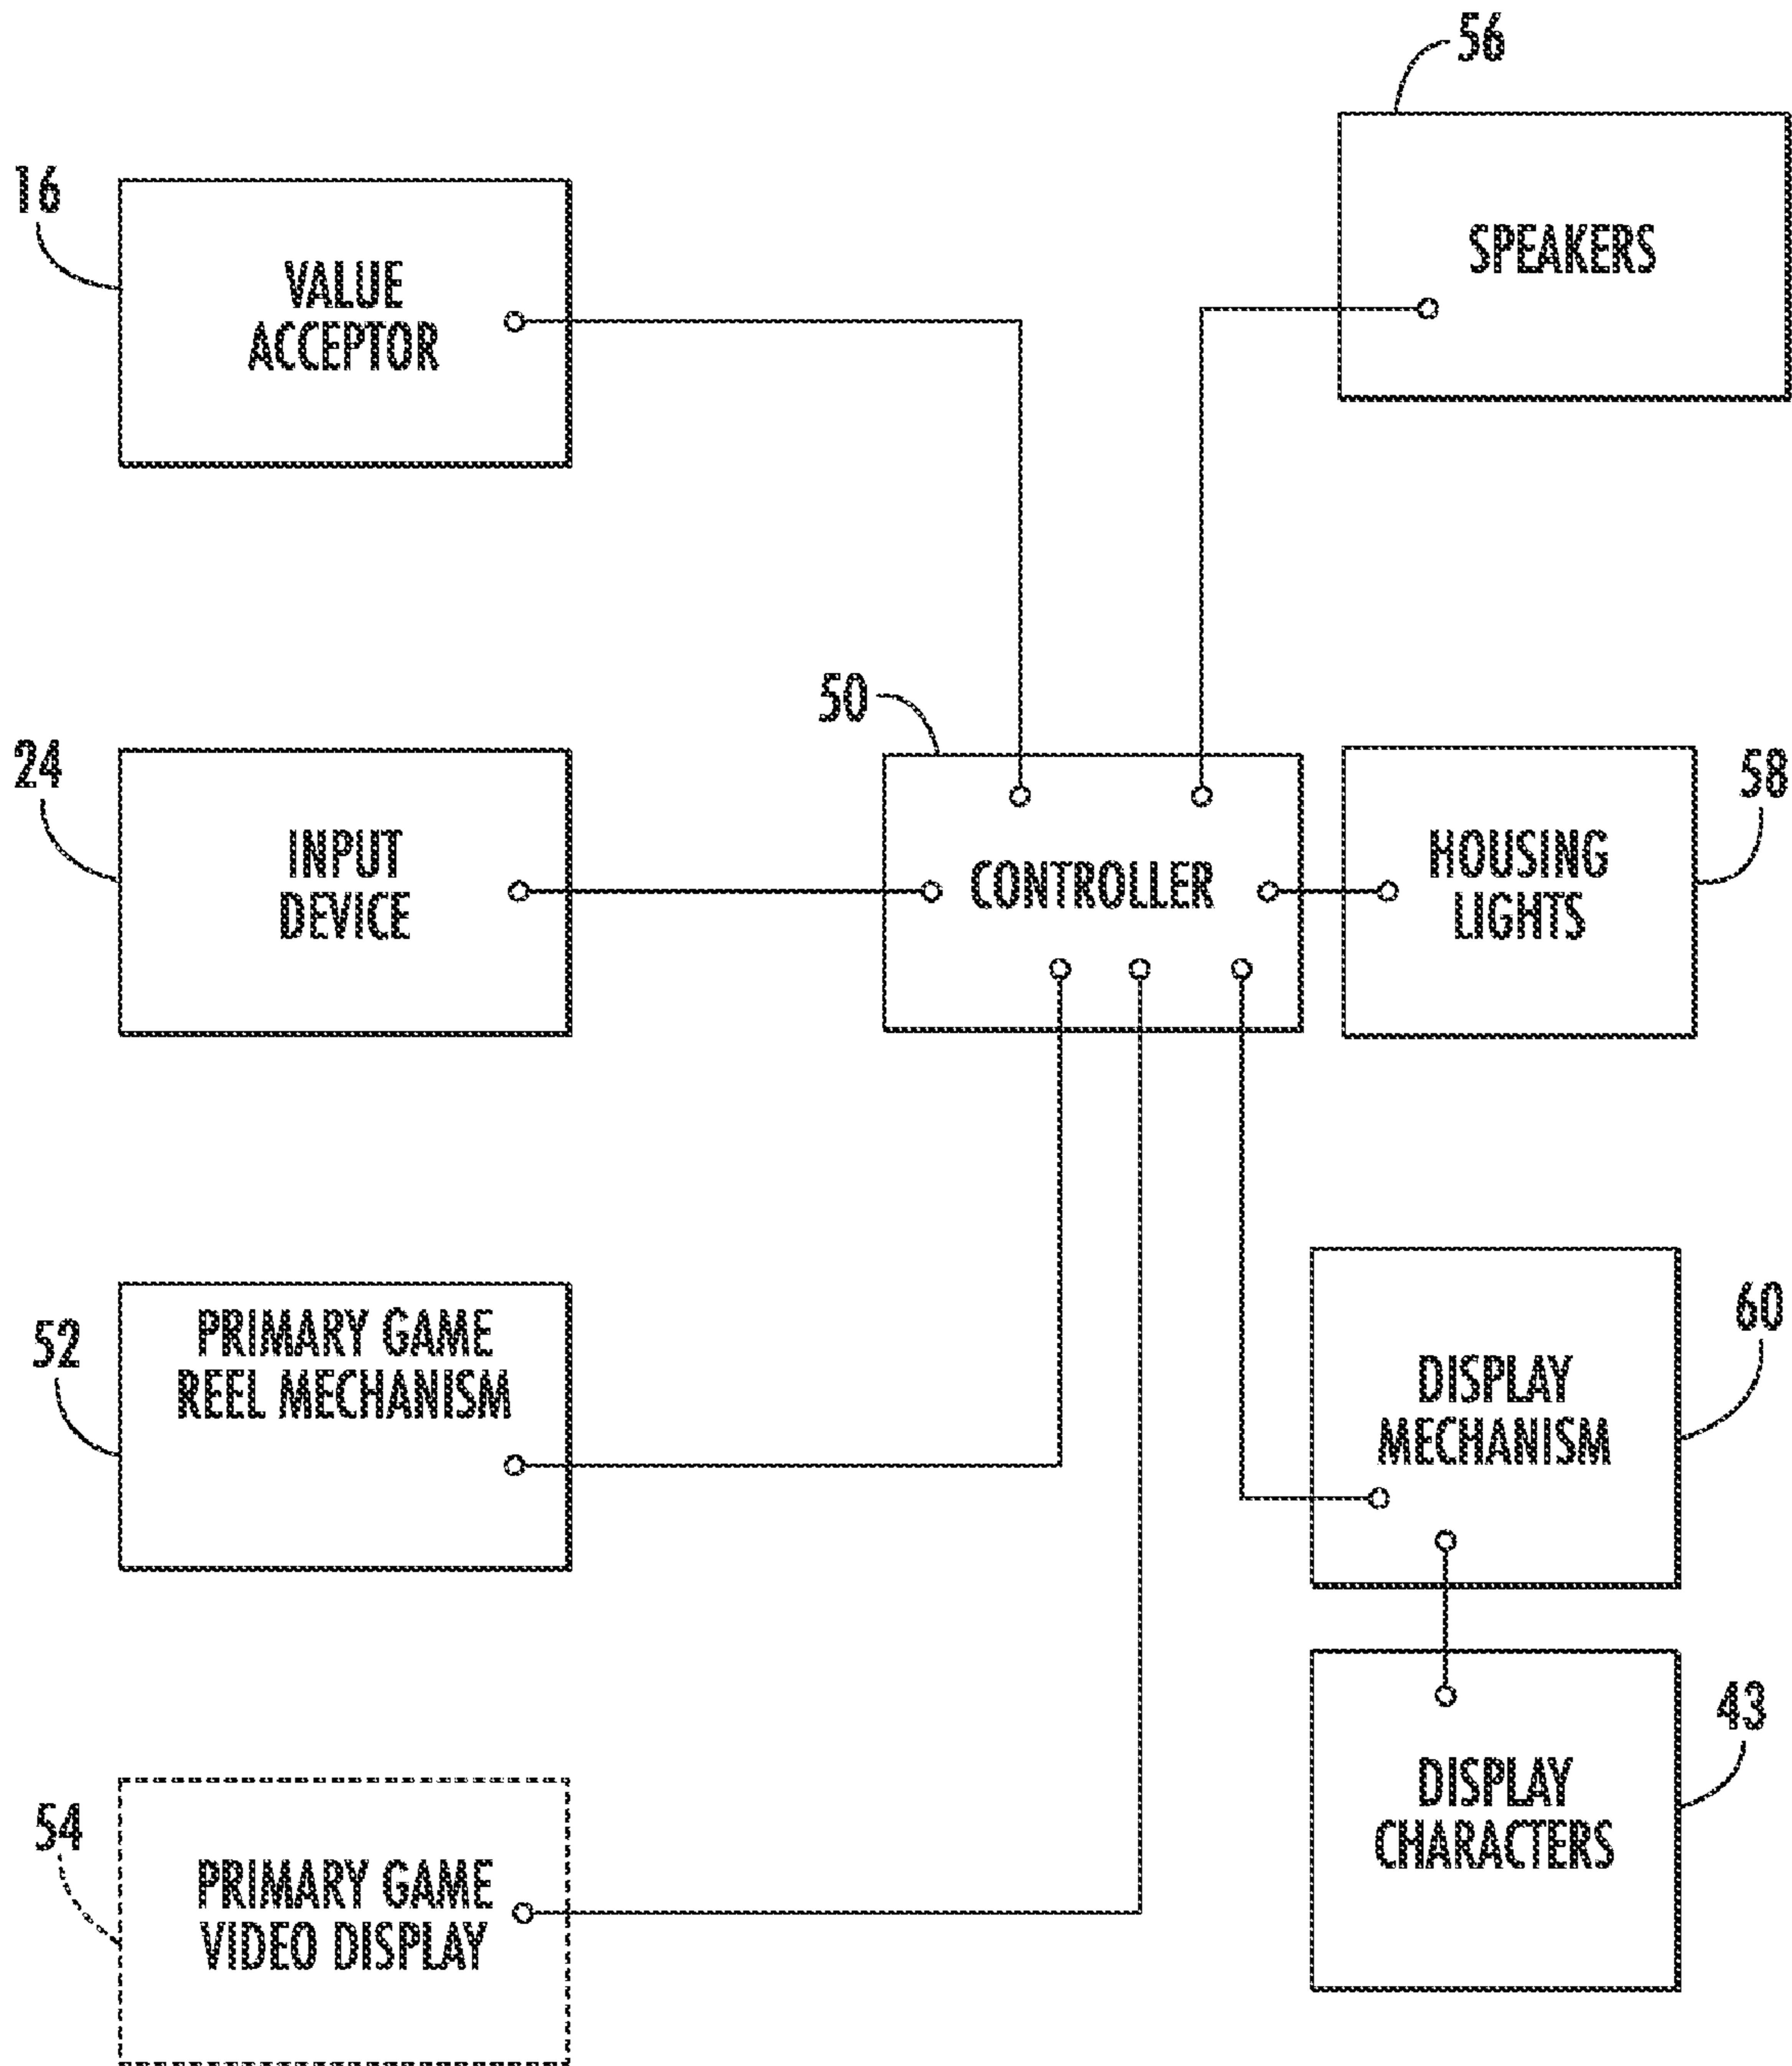 56
16
VALUE
ACCEPTOR
SPEAKERS
50
24
INPUT
DEVICE
CONTROLLER
HOUSING
LIGHTS
58
52
PRIMARY GAME
REEL MECHANISM
DISPLAY
MECHANISM
60
54
PRIMARY GAME
VIDEO DISPLAY
DISPLAY
CHARACTERS
43